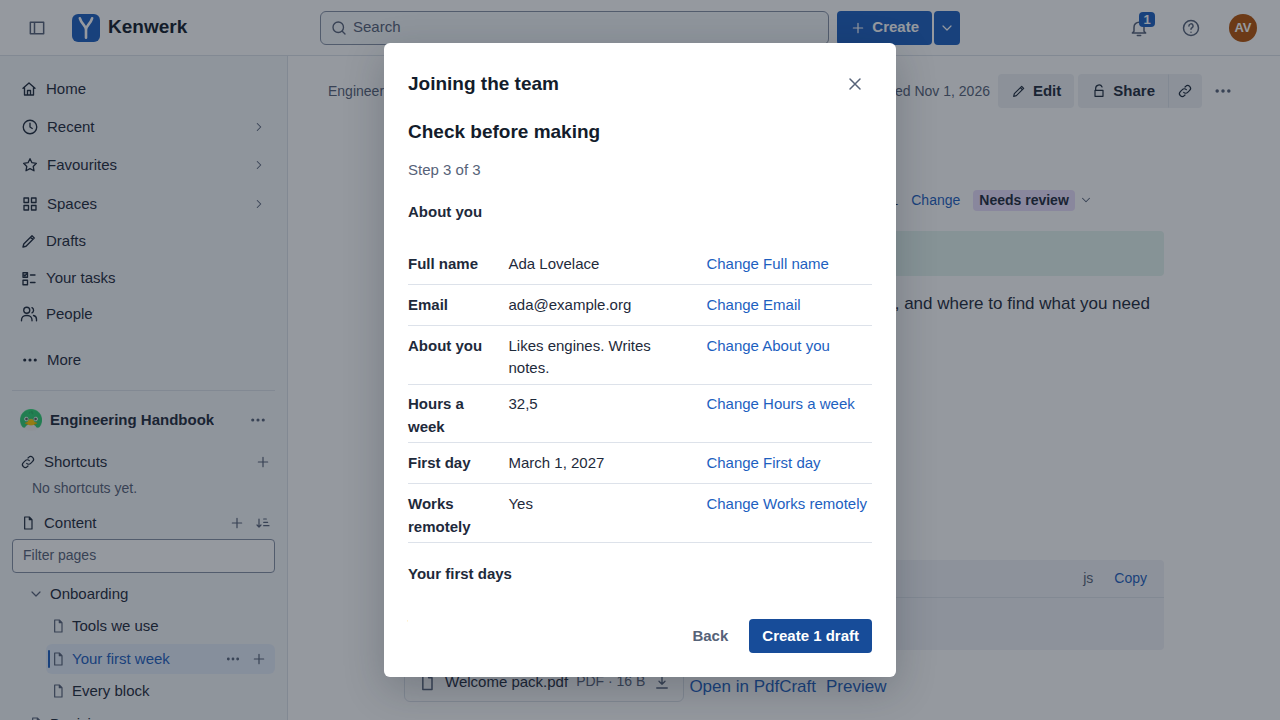 Kenwerk
Search
Create
1
AV
Home
Recent
Favourites
Spaces
Drafts
Your tasks
People
More
Engineering Handbook
Shortcuts
No shortcuts yet.
Content
Filter pages
Onboarding
Tools we use
Your first week
Every block
ed Nov 1, 2026
Edit
Share
Change
Needs review
, and where to find what you need
js
Copy
Welcome pack.pdf PDF · 16 B
Open in PdfCraft Preview
Joining the team
Check before making
Step 3 of 3
About you
Full name Ada Lovelace Change Full name
Email ada@example.org Change Email
About you Likes engines. Writes Change About you
notes.
Hours a 32,5 Change Hours a week
week
First day March 1, 2027 Change First day
Works Yes Change Works remotely
remotely
Your first days
Back
Create 1 draft